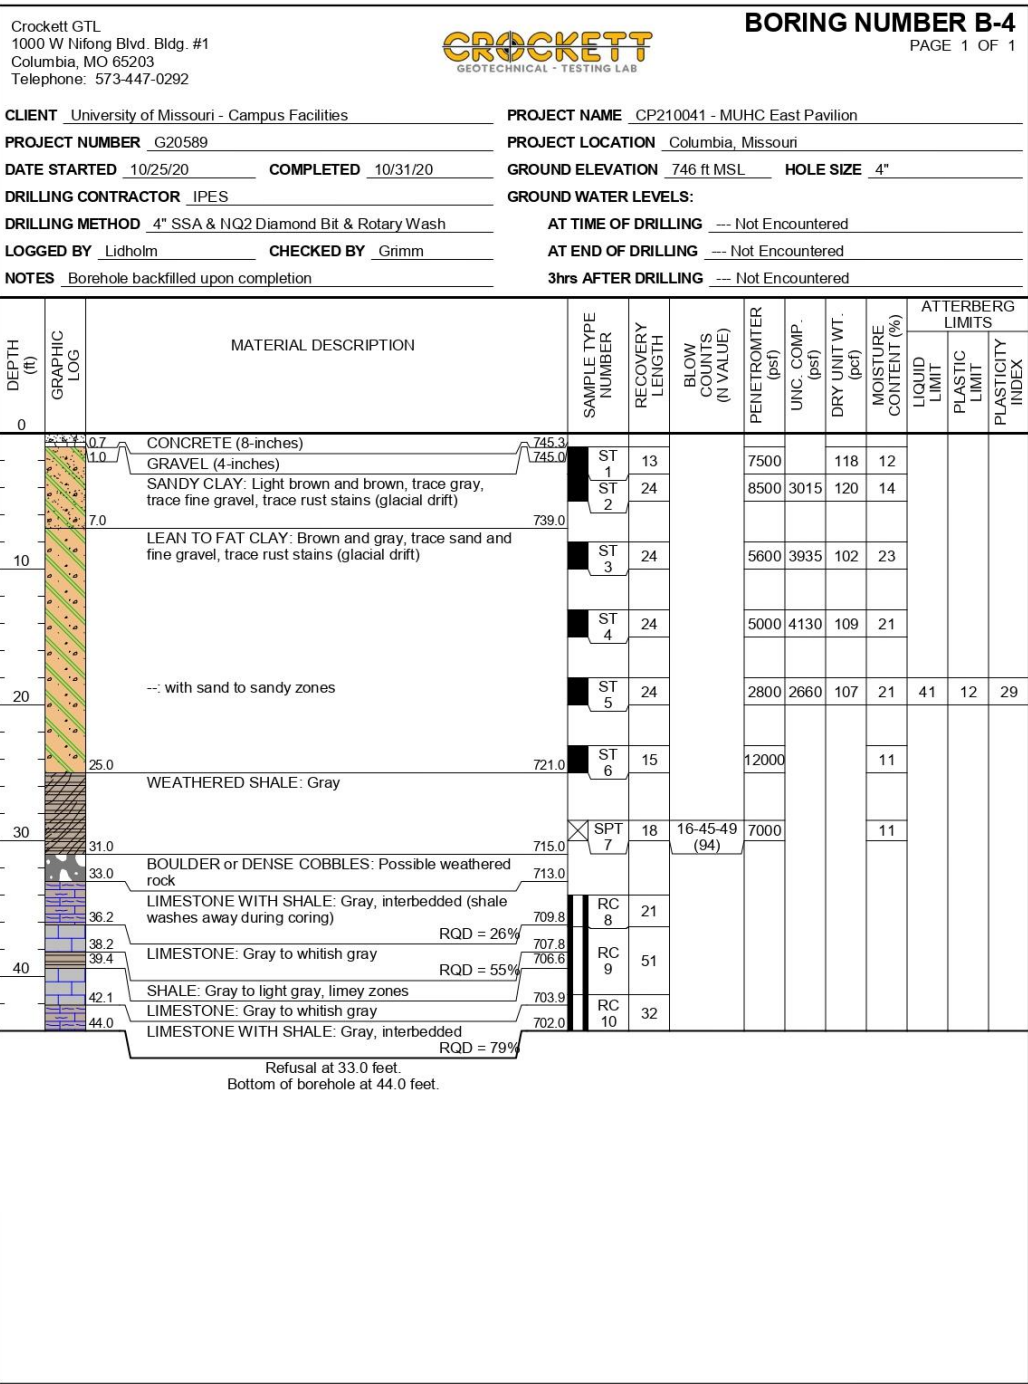 Crockett GTL
1000 W Nifong Blvd. Bldg. #1
Columbia, MO 65203
Telephone: 573-447-0292
CROCKETT
GEOTECHNICAL - TESTING LAB
BORING NUMBER B-4
PAGE 1 OF 1
CLIENT University of Missouri - Campus Facilities
PROJECT NAME CP210041 - MUHC East Pavilion
PROJECT NUMBER G20589
PROJECT LOCATION Columbia, Missouri
DATE STARTED 10/25/20 COMPLETED 10/31/20
GROUND ELEVATION 746 ft MSL HOLE SIZE 4"
DRILLING CONTRACTOR IPES
GROUND WATER LEVELS:
DRILLING METHOD 4" SSA & NQ2 Diamond Bit & Rotary Wash
AT TIME OF DRILLING --- Not Encountered
LOGGED BY Lidholm CHECKED BY Grimm
AT END OF DRILLING --- Not Encountered
NOTES Borehole backfilled upon completion
3hrs AFTER DRILLING --- Not Encountered
DEPTH (ft)
GRAPHIC LOG
MATERIAL DESCRIPTION
SAMPLE TYPE NUMBER
RECOVERY LENGTH
BLOW COUNTS (N VALUE)
PENETROMTER (psf)
UNC. COMP. (psf)
DRY UNIT WT. (pcf)
MOISTURE CONTENT (%)
ATTERBERG LIMITS
LIQUID LIMIT
PLASTIC LIMIT
PLASTICITY INDEX
0
0.7 CONCRETE (8-inches) 745.3
1.0 GRAVEL (4-inches) 745.0
ST 1 13 7500 118 12
SANDY CLAY: Light brown and brown, trace gray,
trace fine gravel, trace rust stains (glacial drift)
ST 2 24 8500 3015 120 14
7.0 739.0
LEAN TO FAT CLAY: Brown and gray, trace sand and
fine gravel, trace rust stains (glacial drift)
10
ST 3 24 5600 3935 102 23
ST 4 24 5000 4130 109 21
--: with sand to sandy zones
20
ST 5 24 2800 2660 107 21 41 12 29
ST 6 15 12000 11
25.0 721.0
WEATHERED SHALE: Gray
30
SPT 7 18 16-45-49 (94) 7000 11
31.0 715.0
BOULDER or DENSE COBBLES: Possible weathered
rock
33.0 713.0
LIMESTONE WITH SHALE: Gray, interbedded (shale
washes away during coring)
RC 8 21
36.2 709.8
RQD = 26%
38.2 707.8
LIMESTONE: Gray to whitish gray
39.4 706.6
RC 9 51
40
RQD = 55%
SHALE: Gray to light gray, limey zones
42.1 703.9
LIMESTONE: Gray to whitish gray
RC 10 32
44.0 702.0
LIMESTONE WITH SHALE: Gray, interbedded
RQD = 79%
Refusal at 33.0 feet.
Bottom of borehole at 44.0 feet.